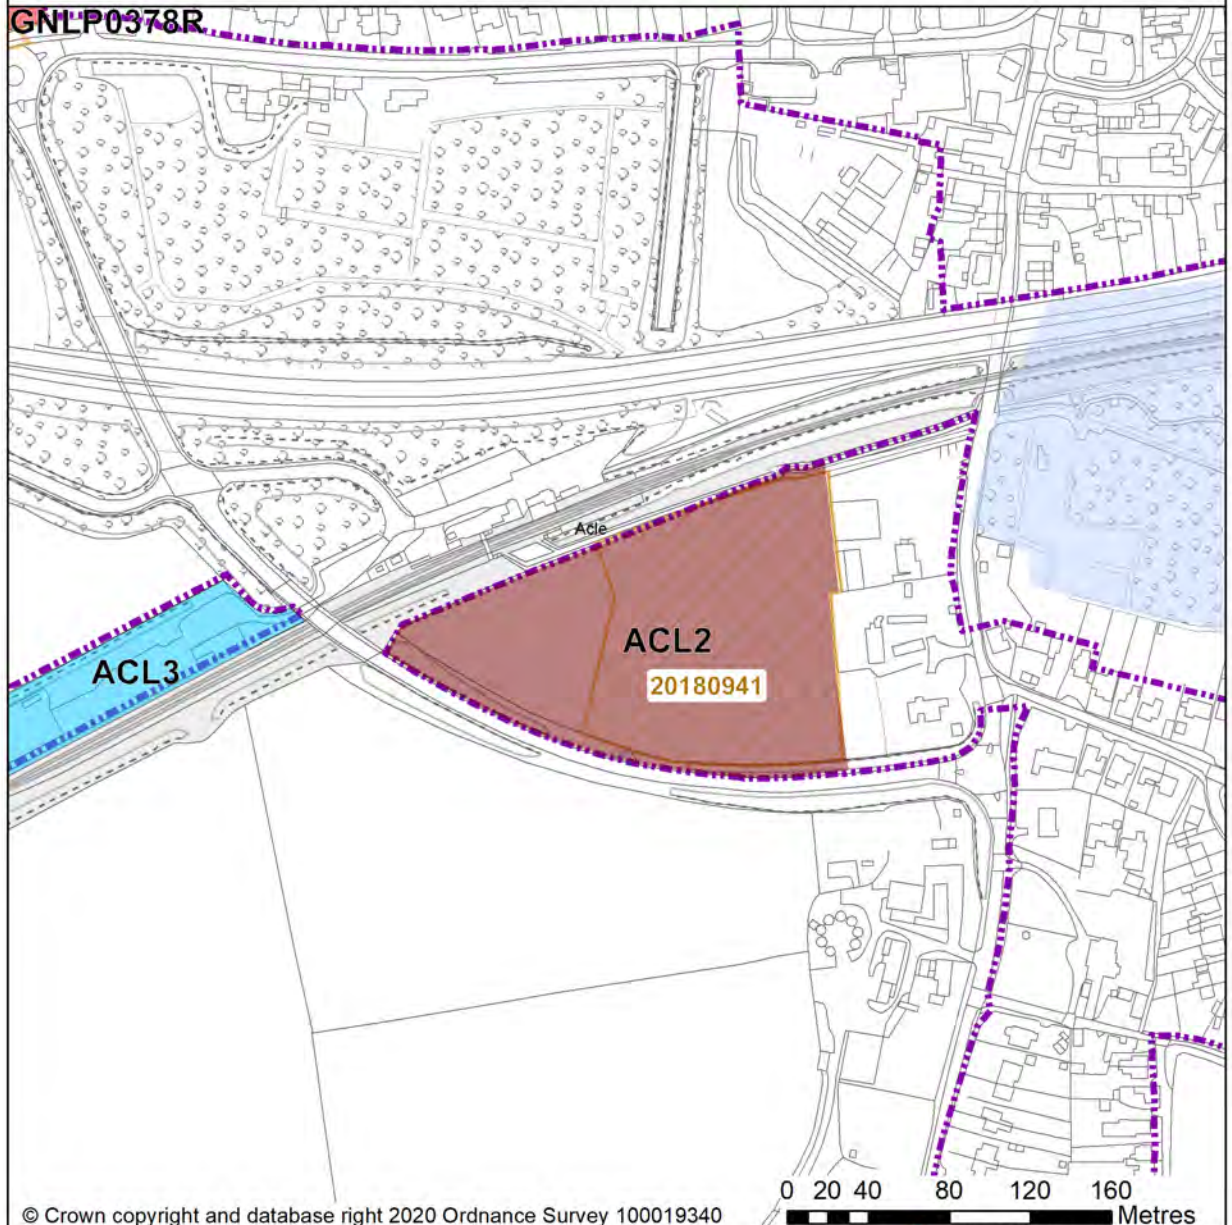 GNLP0378R
Acle
ACL2
20180941
ACL3
0 20 40 80 120 160
Metres
© Crown copyright and database right 2020 Ordnance Survey 100019340